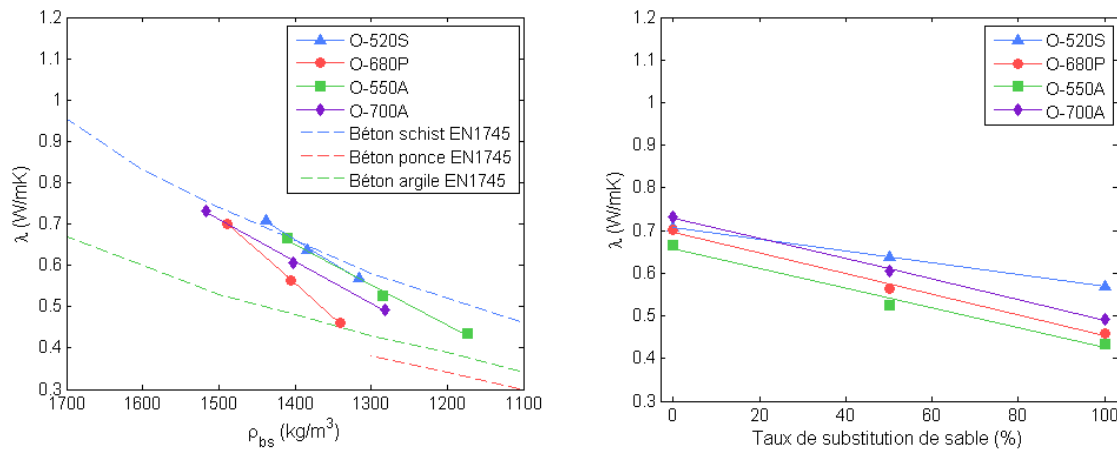 1.2
1.1
1
0.9
0.8
0.7
0.6
0.5
0.4
0.3
λ (W/mK)
1700
1600
1500
1400
1300
1200
1100
ρbs (kg/m³)
O-520S
O-680P
O-550A
O-700A
Béton schist EN1745
Béton ponce EN1745
Béton argile EN1745
1.2
1.1
1
0.9
0.8
0.7
0.6
0.5
0.4
0.3
λ (W/mK)
0
20
40
60
80
100
Taux de substitution de sable (%)
O-520S
O-680P
O-550A
O-700A